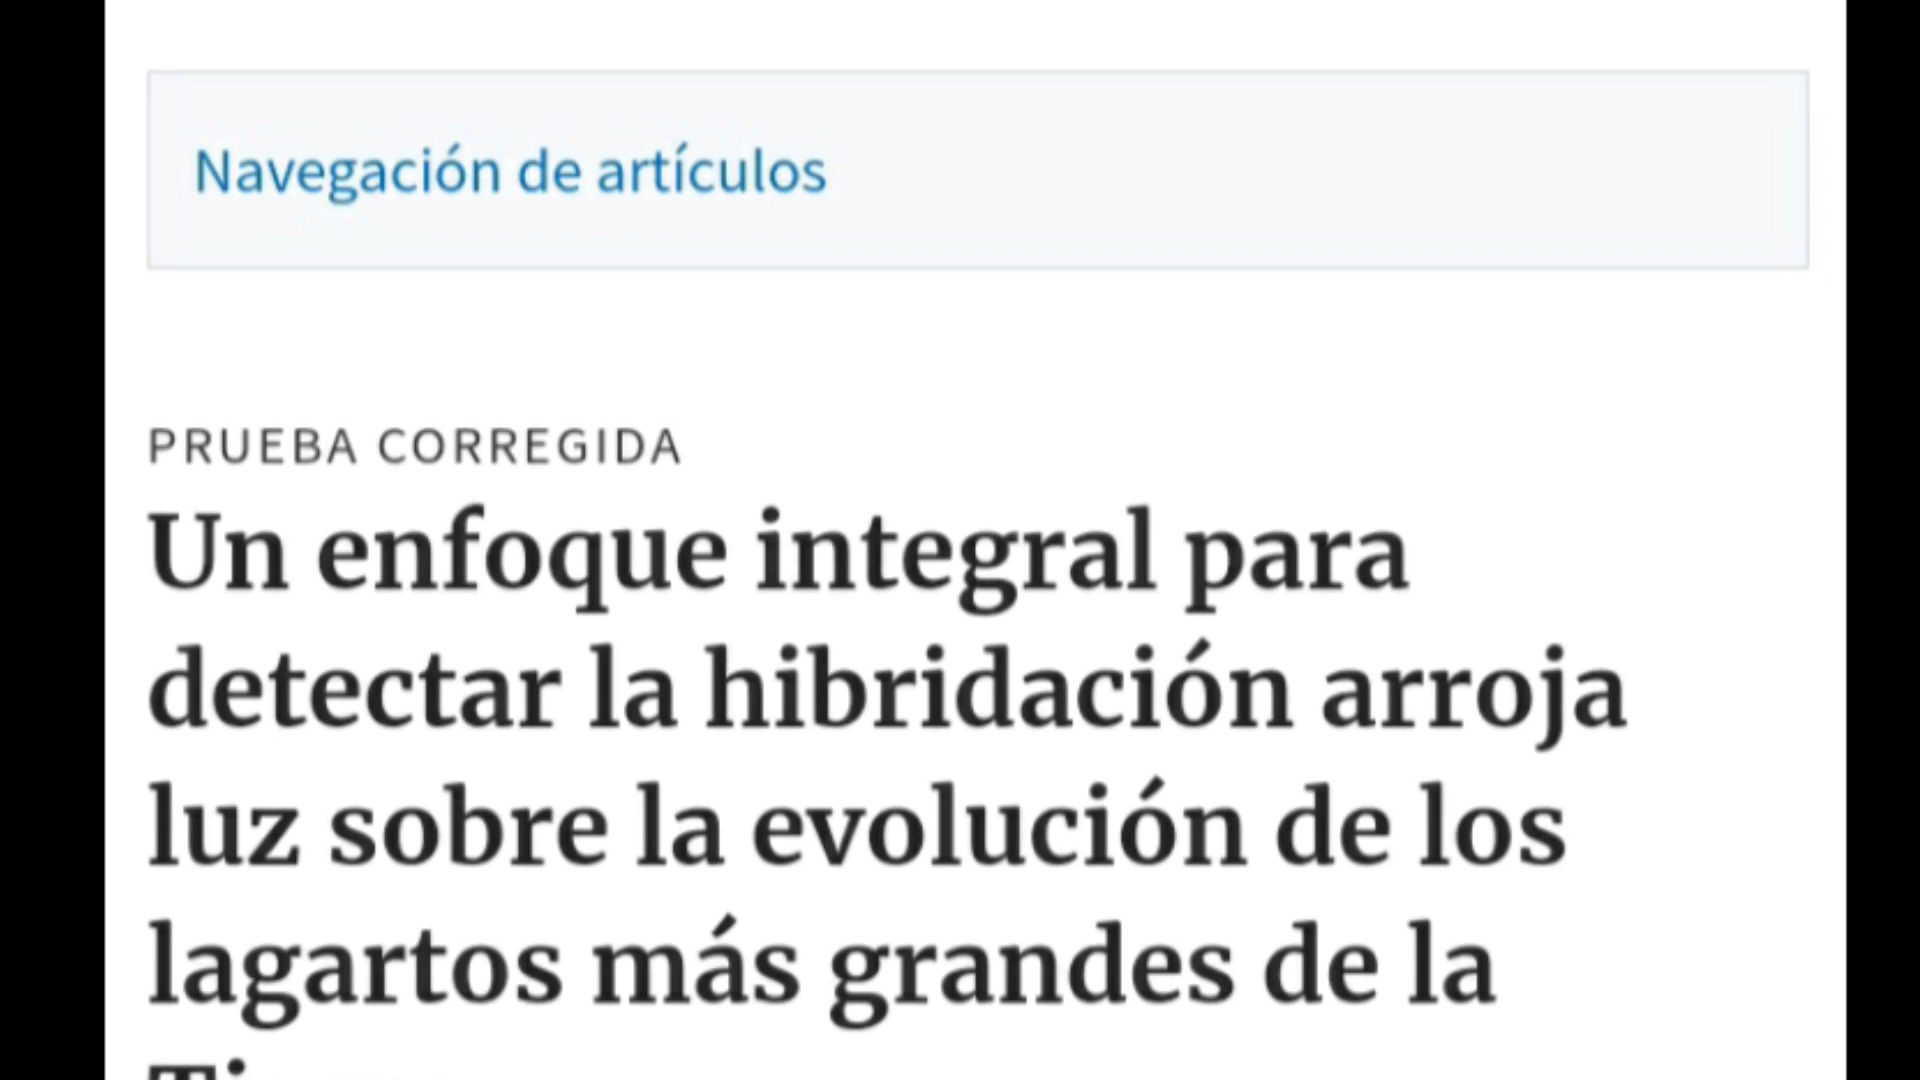 Navegación de artículos
PRUEBA CORREGIDA
Un enfoque integral para
detectar la hibridación arroja
luz sobre la evolución de los
lagartos más grandes de la